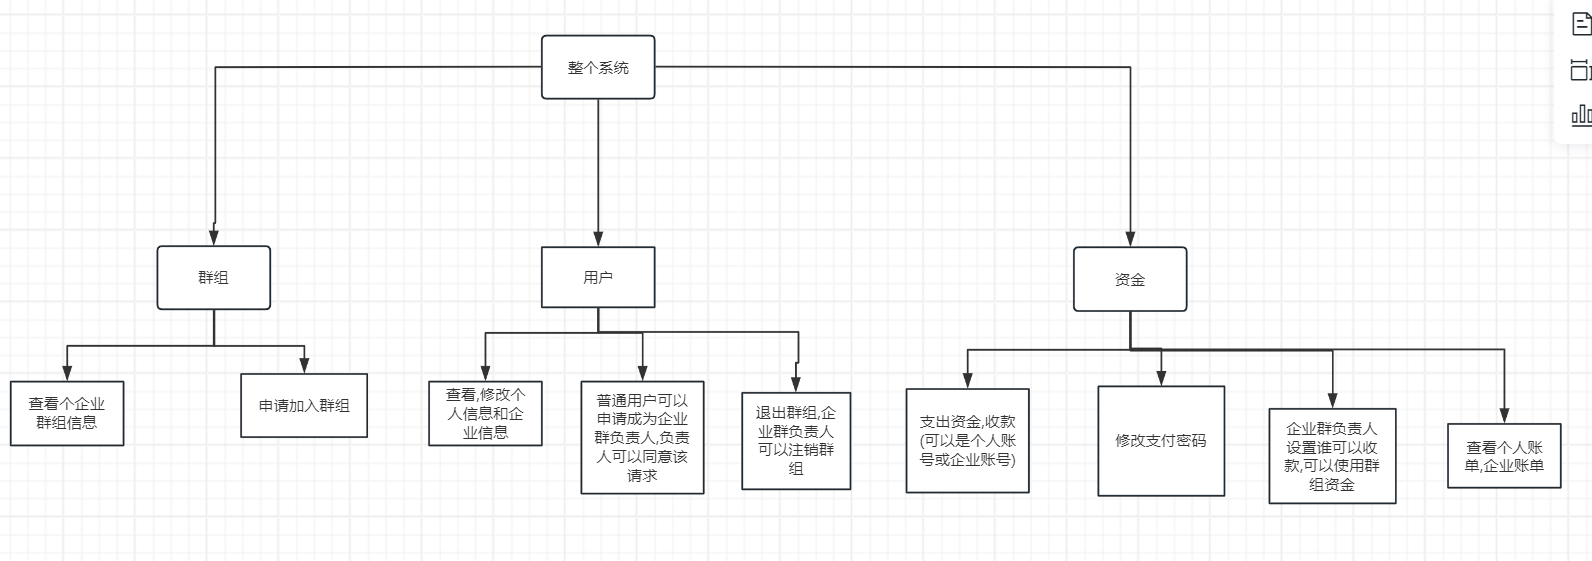 整个系统
群组
用户
资金
查看个企业
群组信息
申请加入群组
查看,修改个
人信息和企
业信息
普通用户可以
申请成为企业
群负责人,负责
人可以同意该
请求
退出群组,企
业群负责人
可以注销群
组
支出资金,收款
(可以是个人账
号或企业账号)
修改支付密码
企业群负责人
设置谁可以收
款,可以使用群
组资金
查看个人账
单,企业账单